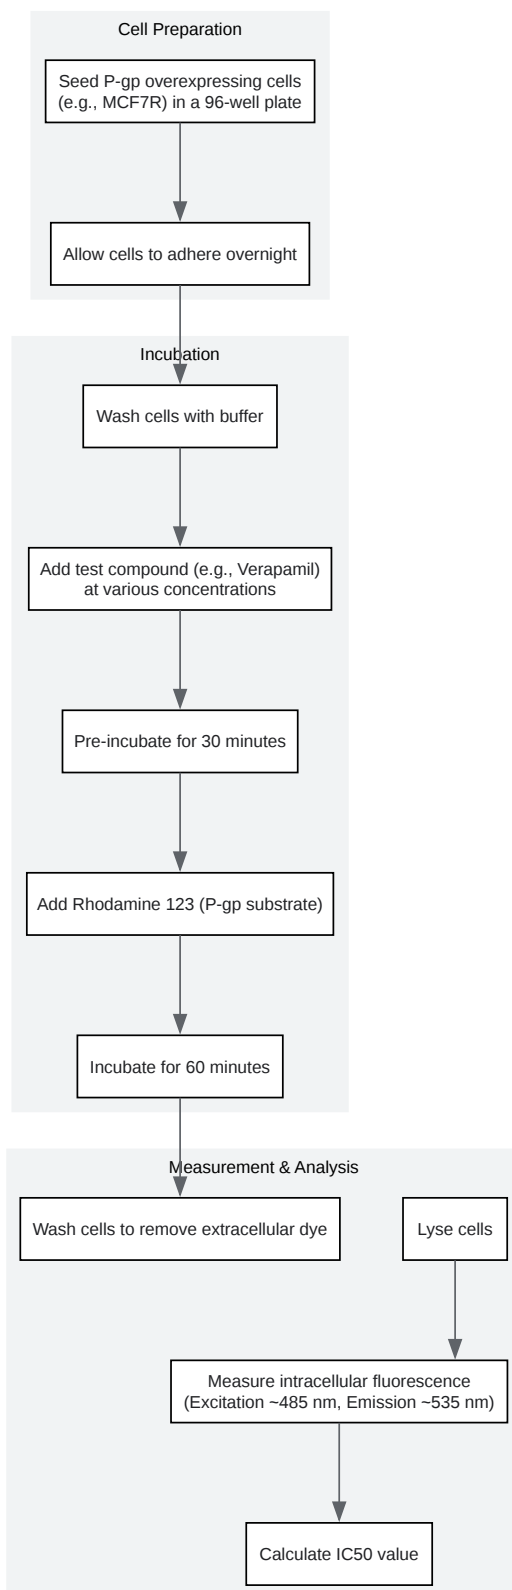 Cell Preparation
Seed P-gp overexpressing cells
(e.g., MCF7R) in a 96-well plate
Allow cells to adhere overnight
Incubation
Wash cells with buffer
Add test compound (e.g., Verapamil)
at various concentrations
Pre-incubate for 30 minutes
Add Rhodamine 123 (P-gp substrate)
Incubate for 60 minutes
Measurement & Analysis
Wash cells to remove extracellular dye
Lyse cells
Measure intracellular fluorescence
(Excitation ~485 nm, Emission ~535 nm)
Calculate IC50 value